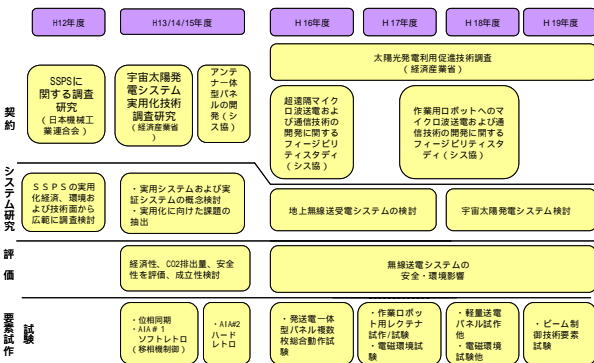 H12年度
H13/14/15年度
H 16年度
H 17年度
H 18年度
H 19年度
契約
SSPSに
関する調査
研究
(日本機械工
業連合会)
宇宙太陽発
電システム
実用化技術
調査研究
(経済産業省
)
アンテ
ナ一体
型パネ
ルの開
発(シ
ス協)
太陽光発電利用促進技術調査
(経済産業省)
超遠隔マイク
ロ波送電およ
び通信技術の
開発に関する
フィージビリ
ティスタディ
(シス協)
作業用ロボットへのマ
イクロ波送電および通
信技術の開発に関する
フィージビリティスタ
ディ(シス協)
システム研究
SSPSの実用
化経済、環境お
よび技術面から
広範に調査検討
・実用システムおよび実
証システムの概念検討
・実用化に向けた課題の
抽出
地上無線送受電システムの検討
宇宙太陽発電システム検討
評価
経済性、CO2排出量、安全
性を評価、成立性検討
無線送電システムの
安全・環境影響
要素試作
試験
・位相同期
・AIA#1
ソフトレトロ
(移相機制御)
・AIA#2
ハード
レトロ
・発送電一体
型パネル複数
枚総合動作試
験
・作業ロボッ
ト用レクテナ
試作/試験
・電磁環境試
験
・軽量送電
パネル試作
他
・電磁環境
試験他
・ビーム制
御技術要素
試験